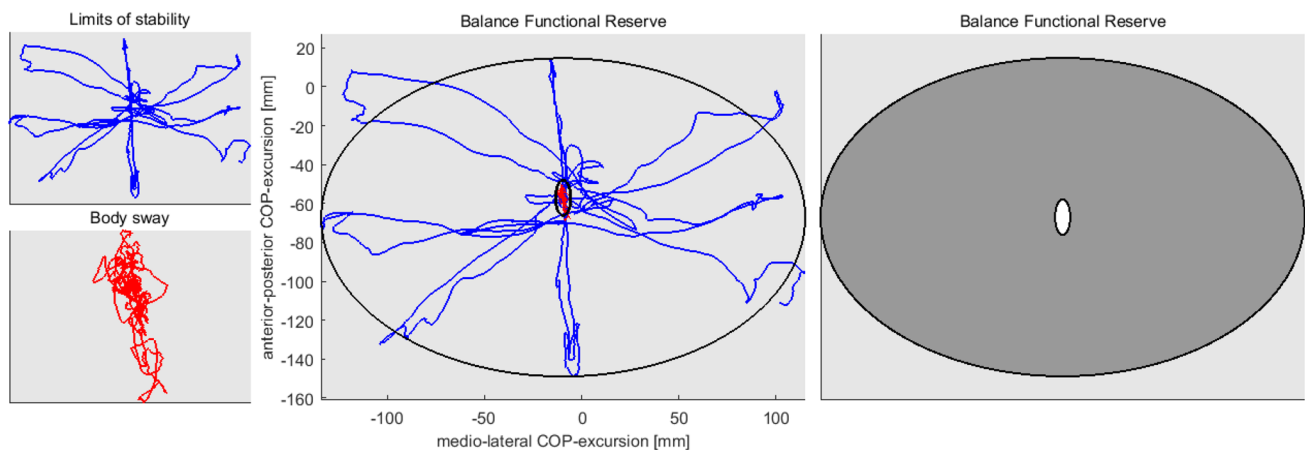 Limits of stability
Body sway
Balance Functional Reserve
anterior-posterior COP-excursion [mm]
20
0
-20
-40
-60
-80
-100
-120
-140
-160
-100
-50
0
50
100
medio-lateral COP-excursion [mm]
Balance Functional Reserve